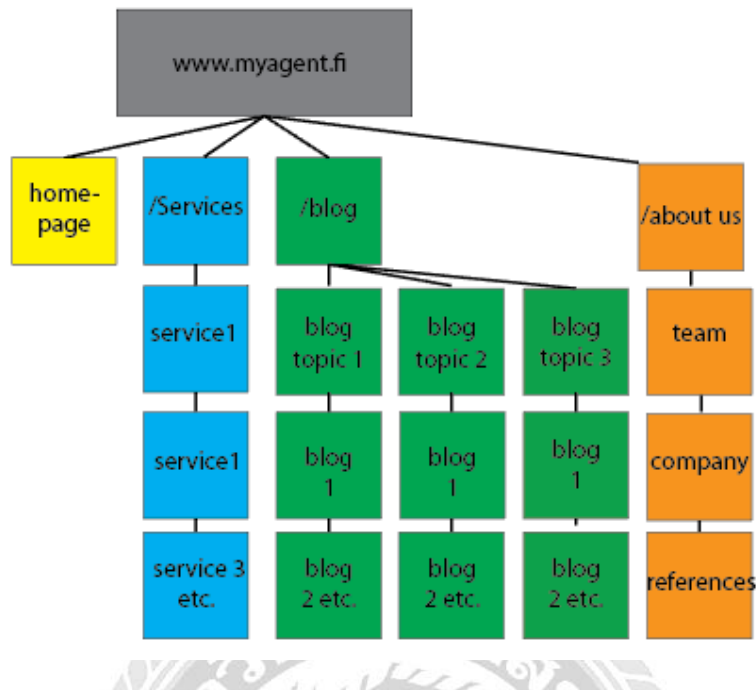 www.myagent.fi
home-
page
/Services
/blog
/about us
service1
blog
topic 1
blog
topic 2
blog
topic 3
team
service1
blog
1
blog
1
blog
1
company
service 3
etc.
blog
2 etc.
blog
2 etc.
blog
2 etc.
references